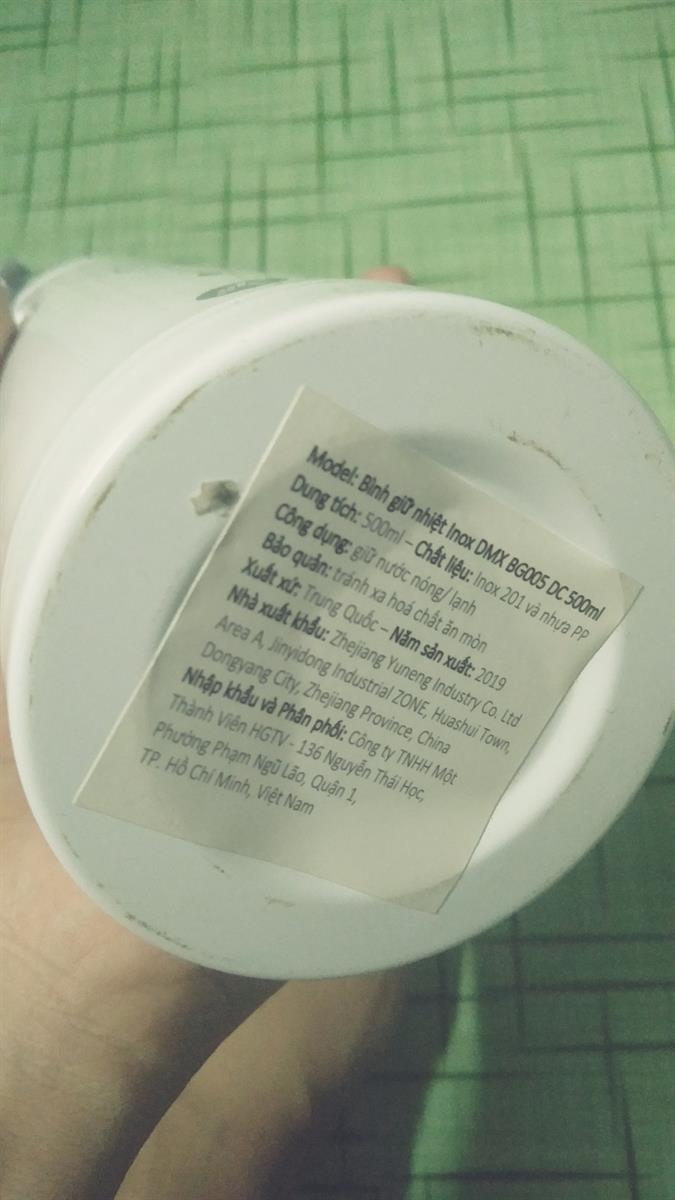 Model: Bình giữ nhiệt Inox DMX BG005 DC 500ml
Dung tích: 500ml – Chất liệu: Inox 201 và nhựa PP
Công dụng: giữ nước nóng/ lạnh
Bảo quản: tránh xa hoá chất ăn mòn
Xuất xứ: Trung Quốc – Năm sản xuất: 2019
Nhà xuất khẩu: Zhejiang Yuneng Industry Co. Ltd
Area A, Jinyidong Industrial ZONE, Huashui Town,
Dongyang City, Zhejiang Province, China
Nhập khẩu và Phân phối: Công ty TNHH Một
Thành Viên HGTV - 136 Nguyễn Thái Học,
Phường Phạm Ngũ Lão, Quận 1,
TP. Hồ Chí Minh, Việt Nam